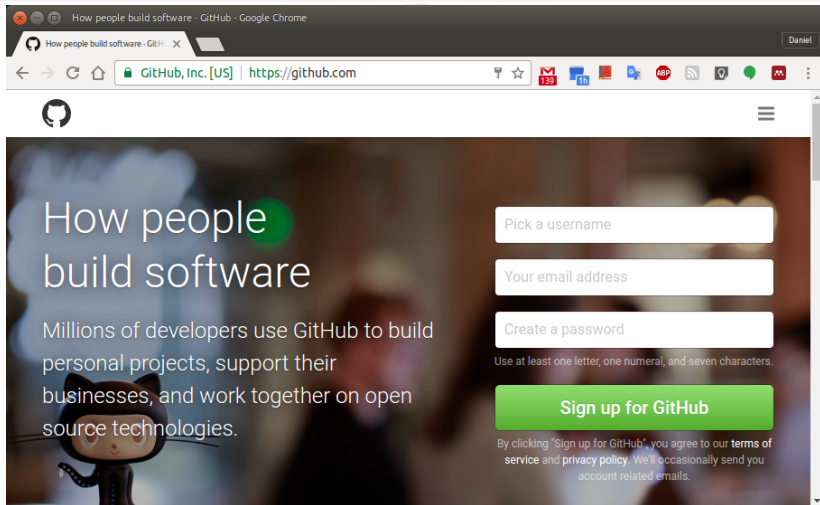 How people build software · GitHub - Google Chrome
How people build software · GitH
Daniel
GitHub, Inc. [US] | https://github.com
139
1h
ABP
How people
build software
Millions of developers use GitHub to build
personal projects, support their
businesses, and work together on open
source technologies.
Pick a username
Your email address
Create a password
Use at least one letter, one numeral, and seven characters.
Sign up for GitHub
By clicking "Sign up for GitHub", you agree to our terms of
service and privacy policy. We'll occasionally send you
account related emails.